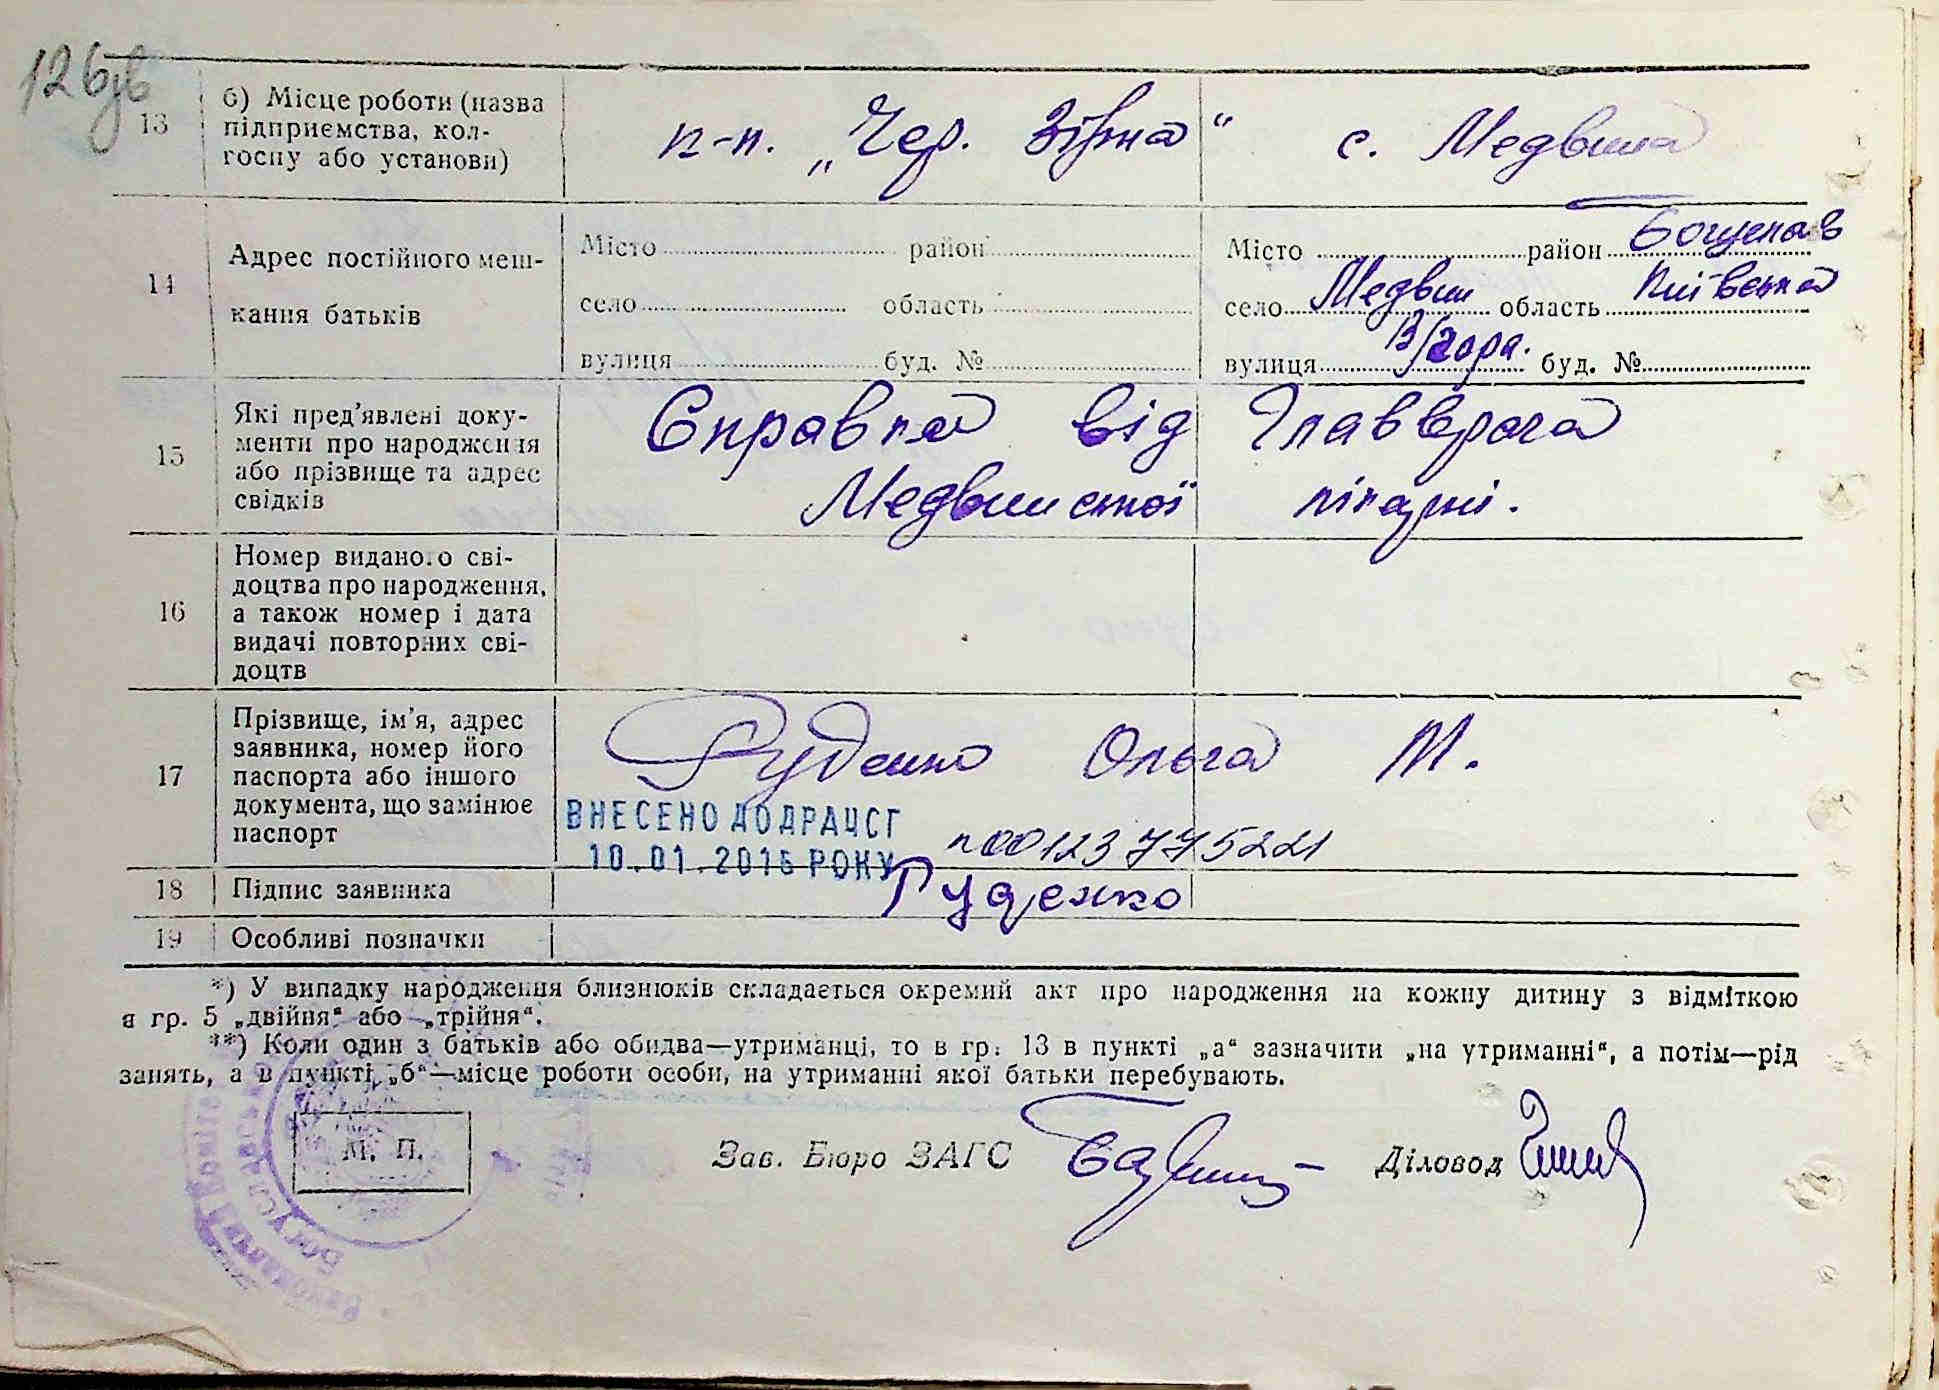 126зв
13 б) Місце роботи (назва підприємства, колгоспу або установи)
к-п. „Чер. Зірка“ с. Медвина
14 Адрес постійного мешкання батьків
Місто район Місто район Богуслав
село область село Медвин область Київська
вулиця буд. № вулиця В/гора. буд. №
15 Які пред'явлені документи про народження або прізвище та адрес свідків
Справка від Главврача
Медвинської лікарні.
16 Номер виданого свідоцтва про народження, а також номер і дата видачі повторних свідоцтв
17 Прізвище, ім'я, адрес заявника, номер його паспорта або іншого документа, що замінює паспорт
Руденко Ольга М.
ВНЕСЕНО ДО ДРАЦСГ
10.01.2015 РОКУ
00123775221
18 Підпис заявника Руденко
19 Особливі позначки
*) У випадку народження близнюків складається окремий акт про народження на кожну дитину з відміткою
в гр. 5 „двійня“ або „трійня“.
**) Коли один з батьків або обидва—утриманці, то в гр. 13 в пункті „а“ зазначити „на утриманні“, а потім—рід
занять, а в пункті „б“—місце роботи особи, на утриманні якої батьки перебувають.
М. П.
Зав. Бюро ЗАГС Діловод